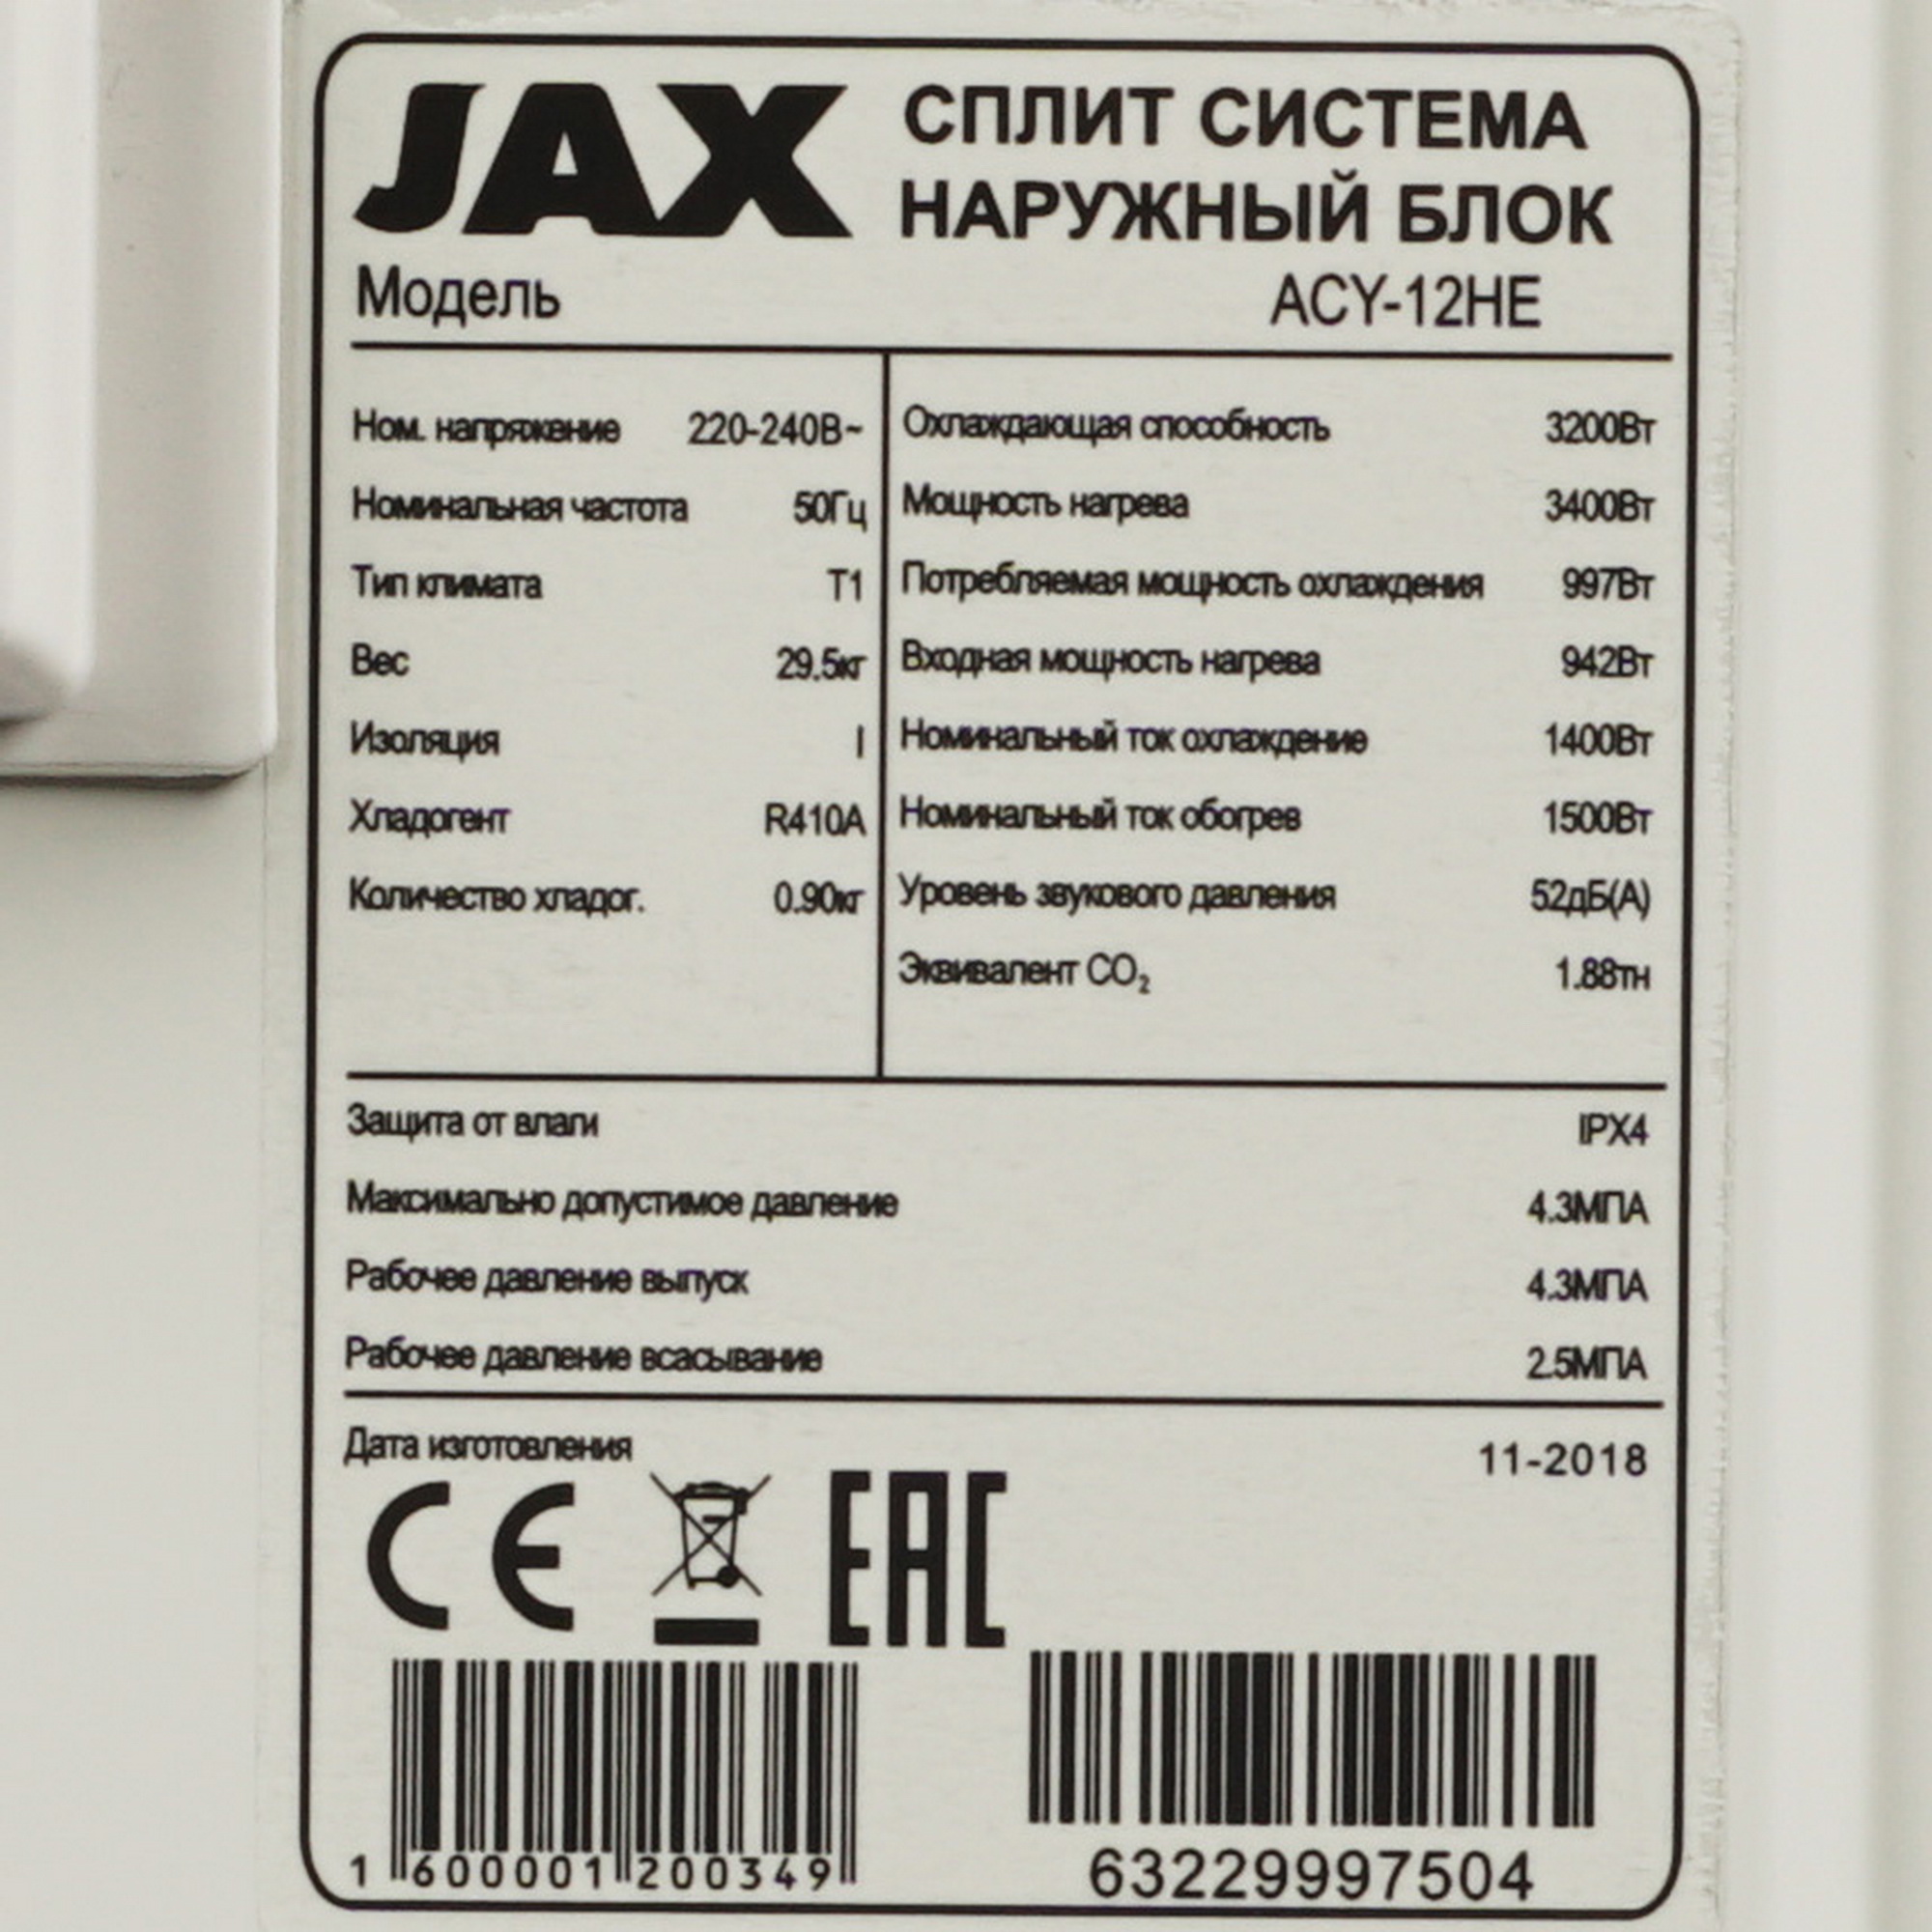 JAX СПЛИТ СИСТЕМА
НАРУЖНЫЙ БЛОК
Модель ACY-12HE
Ном. напряжение 220-240В~
Номинальная частота 50Гц
Тип климата T1
Вес 29.5кг
Изоляция I
Хладогент R410A
Количество хладог. 0.90кг
Охлаждающая способность 3200Вт
Мощность нагрева 3400Вт
Потребляемая мощность охлаждения 997Вт
Входная мощность нагрева 942Вт
Номинальный ток охлаждение 1400Вт
Номинальный ток обогрев 1500Вт
Уровень звукового давления 52дБ(А)
Эквивалент CO₂ 1.88тн
Защита от влаги IPX4
Максимально допустимое давление 4.3МПА
Рабочее давление выпуск 4.3МПА
Рабочее давление всасывание 2.5МПА
Дата изготовления 11-2018
CE EAC
1 600001 200349
63229997504